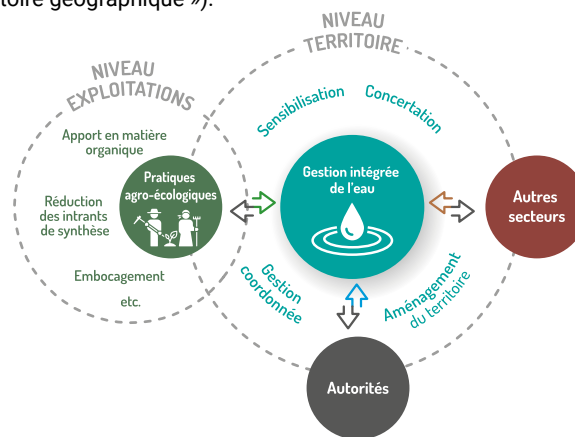 toire géographique »).
NIVEAU
TERRITOIRE
NIVEAU
EXPLOITATIONS
Sensibilisation
Concertation
Apport en matière
organique
Pratiques
agro-écologiques
Réduction
des intrants
de synthèse
Embocagement
etc.
Gestion intégrée
de l'eau
Autres
secteurs
Gestion
coordonnée
Aménagement
du territoire
Autorités